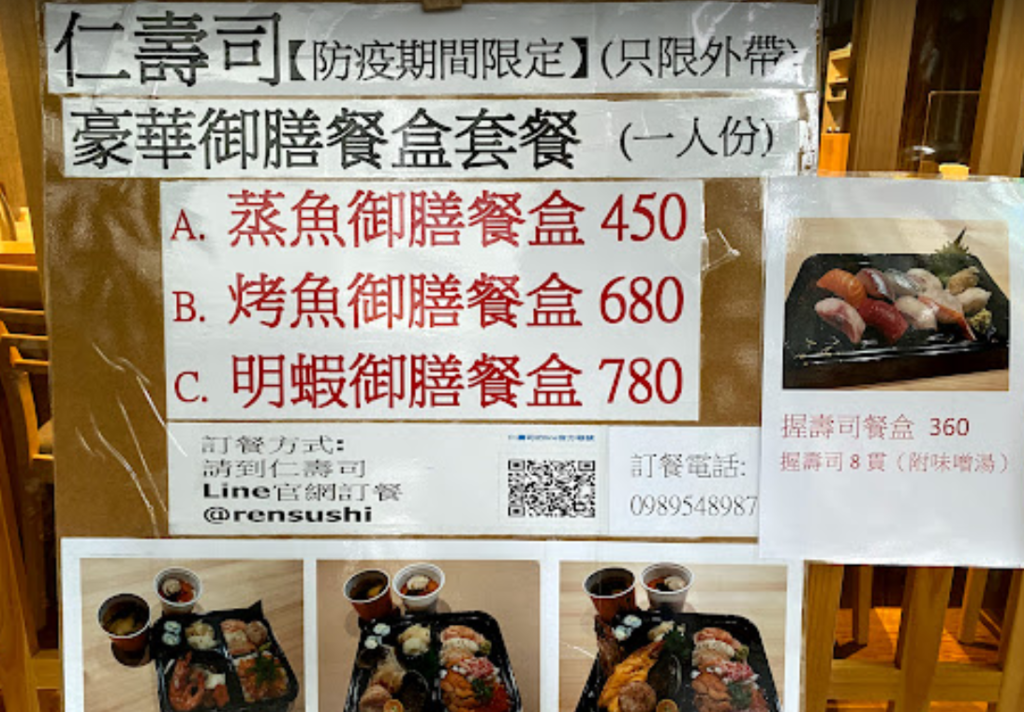 仁壽司【防疫期間限定】(只限外帶)
豪華御膳餐盒套餐 (一人份)
A. 蒸魚御膳餐盒 450
B. 烤魚御膳餐盒 680
C. 明蝦御膳餐盒 780
訂餐方式:
請到仁壽司
Line官網訂餐
@rensushi
訂餐電話:
0989548987
握壽司餐盒 360
握壽司8貫（附味噌湯）